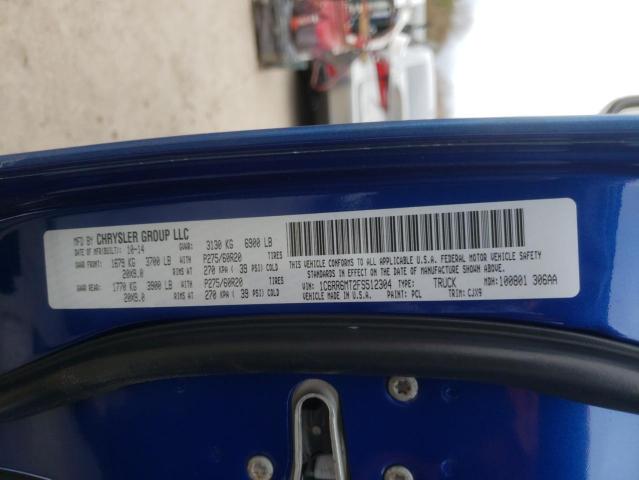 MFD BY CHRYSLER GROUP LLC
DATE OF MFR(BUILT): 10-14 GVWR: 3130 KG 6900 LB
GWAR FRONT: 1679 KG 3700 LB P275/60R20 TIRES
20X9.0 RIMS AT 270 KPA ( 39 PSI) COLD
GWAR REAR: 1770 KG 3900 LB P275/60R20 TIRES
20X9.0 RIMS AT 270 KPA ( 39 PSI) COLD
THIS VEHICLE CONFORMS TO ALL APPLICABLE U.S.A. FEDERAL MOTOR VEHICLE SAFETY
STANDARDS IN EFFECT ON THE DATE OF MANUFACTURE SHOWN ABOVE.
VIN: 1C6RR6MT2FS512304 TYPE: TRUCK MDH:100801 306AA
VEHICLE MADE IN U.S.A. PAINT: PCL TRIM: CJX9